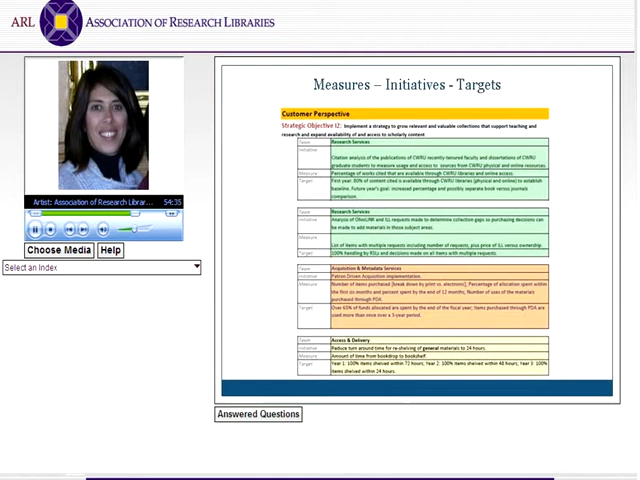 ARL ASSOCIATION OF RESEARCH LIBRARIES
Artist: Association of Research Librar... 54:35
Choose Media Help
Select an Index
Measures – Initiatives - Targets
Customer Perspective
Strategic Objective I2: Implement a strategy to grow relevant and valuable collections that support teaching and
research and expand availability of and access to scholarly content
Team Research Services
Initiative
Citation analysis of the publications of CWRU recently-tenured faculty and dissertations of CWRU
graduate students to measure usage and access to sources from CWRU physical and online resources.
Measure Percentage of works cited that are available through CWRU libraries and online access.
Target First year: 80% of content cited is available through CWRU libraries (physical and online) to establish
baseline. Future year's goal: increased percentage and possibly separate book versus journals
comparison.
Team Research Services
Initiative Analysis of OhioLINK and ILL requests made to determine collection gaps so purchasing decisions can
be made to add materials in those subject areas.
Measure
List of items with multiple requests including number of requests, plus price of ILL versus ownership.
Target 100% handling by RSLs and decisions made on all items with multiple requests.
Team Acquisition & Metadata Services
Initiative Patron Driven Acquisition implementation.
Measure Number of items purchased (break down by print vs. electronic), Percentage of allocation spent within
the first six months and percent spent by the end of 12 months; Number of uses of the materials
purchased through PDA.
Target Over 65% of funds allocated are spent by the end of the fiscal year; Items purchased through PDA are
used more than once over a 3-year period.
Team Access & Delivery
Initiative Reduce turn around time for re-shelving of general materials to 24 hours.
Measure Amount of time from bookdrop to bookshelf.
Target Year 1: 100% items shelved within 72 hours; Year 2: 100% items shelved within 48 hours; Year 3: 100%
items shelved within 24 hours.
Answered Questions